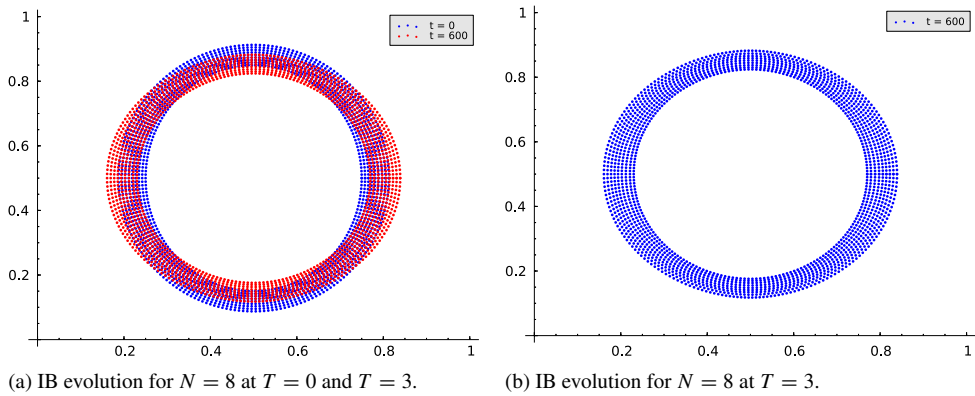 1
0.8
0.6
0.4
0.2
0.2 0.4 0.6 0.8 1
t = 0
t = 600
(a) IB evolution for N = 8 at T = 0 and T = 3.
1
0.8
0.6
0.4
0.2
0.2 0.4 0.6 0.8 1
t = 600
(b) IB evolution for N = 8 at T = 3.